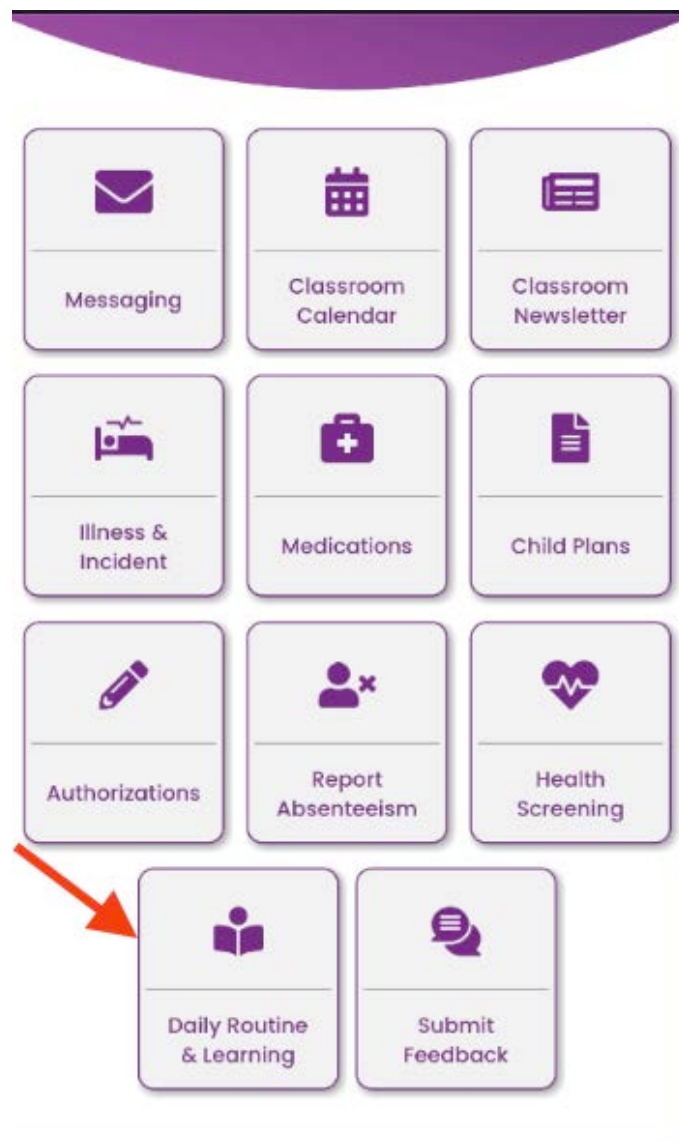 Messaging
Classroom
Calendar
Classroom
Newsletter
Illness &
Incident
Medications
Child Plans
Authorizations
Report
Absenteeism
Health
Screening
Daily Routine
& Learning
Submit
Feedback